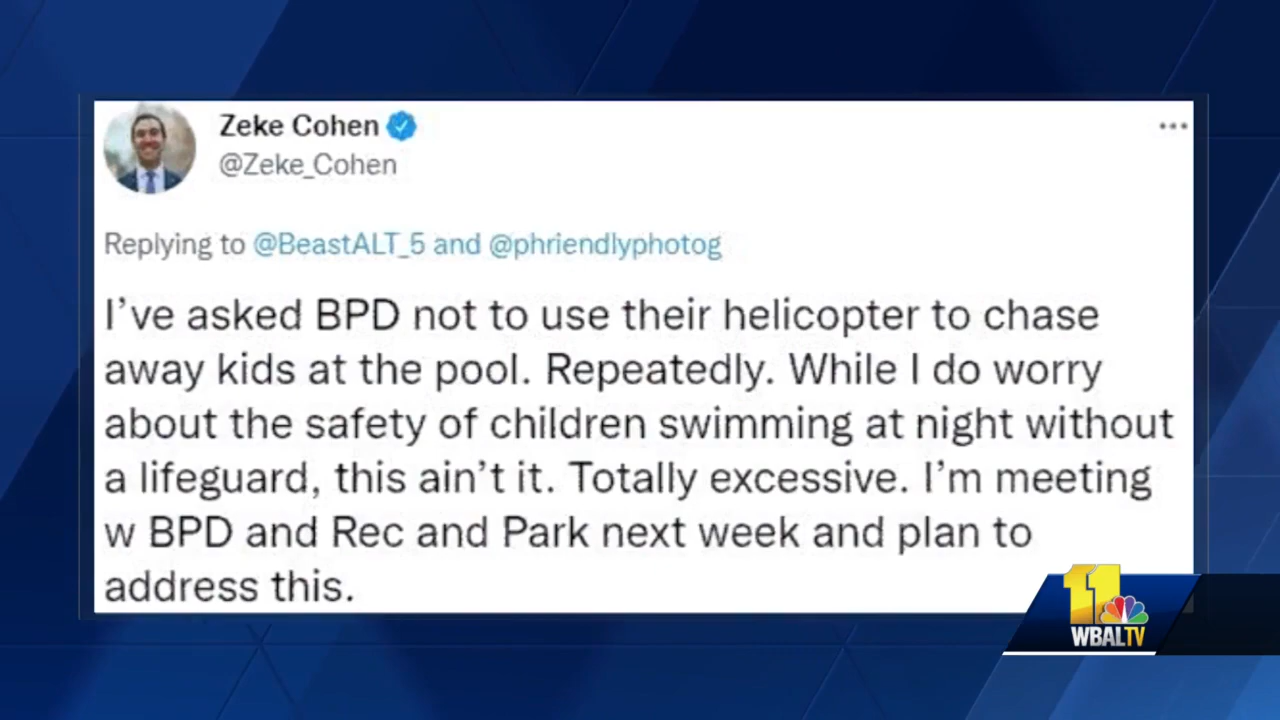 Zeke Cohen
@Zeke_Cohen
Replying to @BeastALT_5 and @phriendlyphotog
I've asked BPD not to use their helicopter to chase
away kids at the pool. Repeatedly. While I do worry
about the safety of children swimming at night without
a lifeguard, this ain't it. Totally excessive. I'm meeting
w BPD and Rec and Park next week and plan to
address this.
11
WBALTV